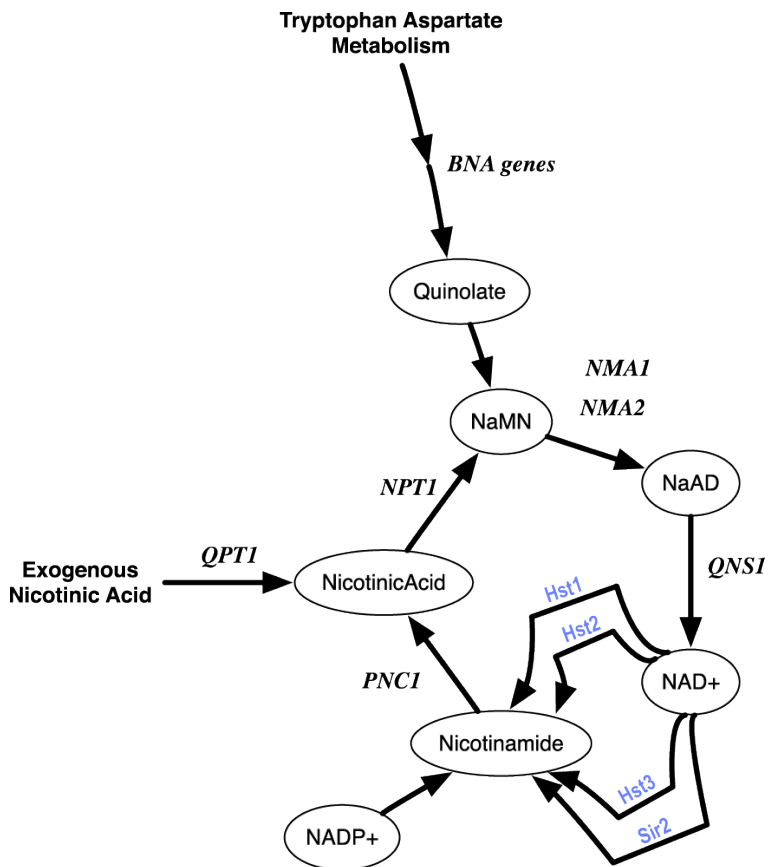 Tryptophan Aspartate
Metabolism
BNA genes
Quinolate
NMA1
NMA2
NaMN
NaAD
NPT1
QPT1
Exogenous
Nicotinic Acid
NicotinicAcid
QNS1
Hst1
Hst2
PNC1
NAD+
Nicotinamide
Hst3
Sir2
NADP+